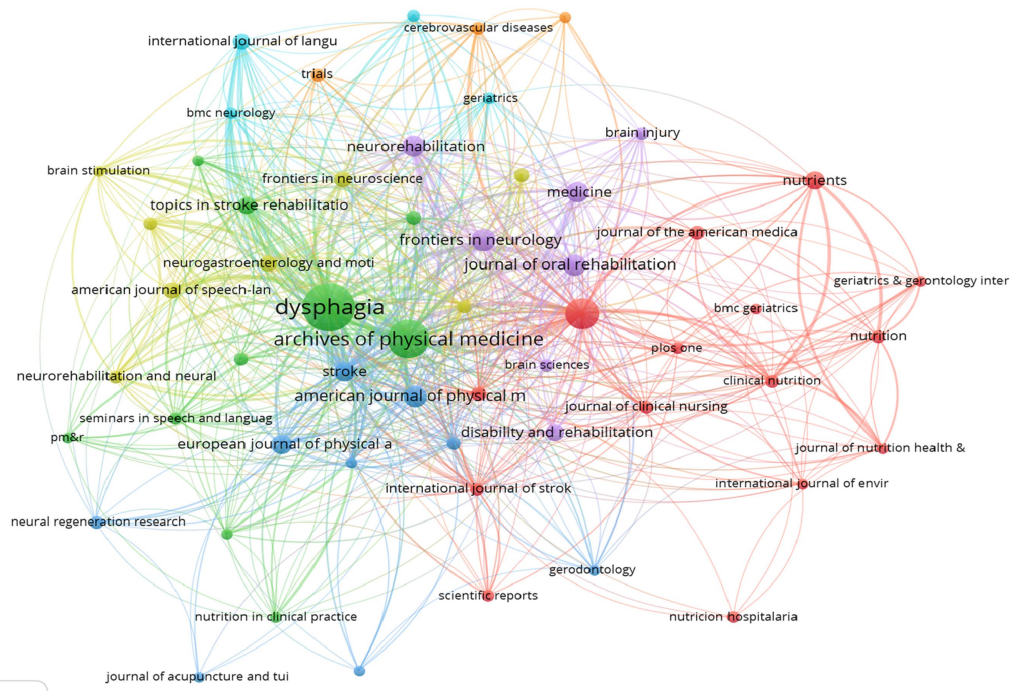 cerebrovascular diseases
international journal of langu
trials
geriatrics
bmc neurology
brain injury
neurorehabilitation
brain stimulation
frontiers in neuroscience
nutrients
medicine
topics in stroke rehabilitatio
journal of the american medica
frontiers in neurology
neurogastroenterology and moti
journal of oral rehabilitation
geriatrics & gerontology inter
american journal of speech-lan
dysphagia
bmc geriatrics
archives of physical medicine
nutrition
plos one
brain sciences
stroke
neurorehabilitation and neural
clinical nutrition
american journal of physical m
journal of clinical nursing
seminars in speech and languag
disability and rehabilitation
pm&r
european journal of physical a
journal of nutrition health &
international journal of envir
international journal of strok
neural regeneration research
gerodontology
scientific reports
nutrition in clinical practice
nutricion hospitalaria
journal of acupuncture and tui